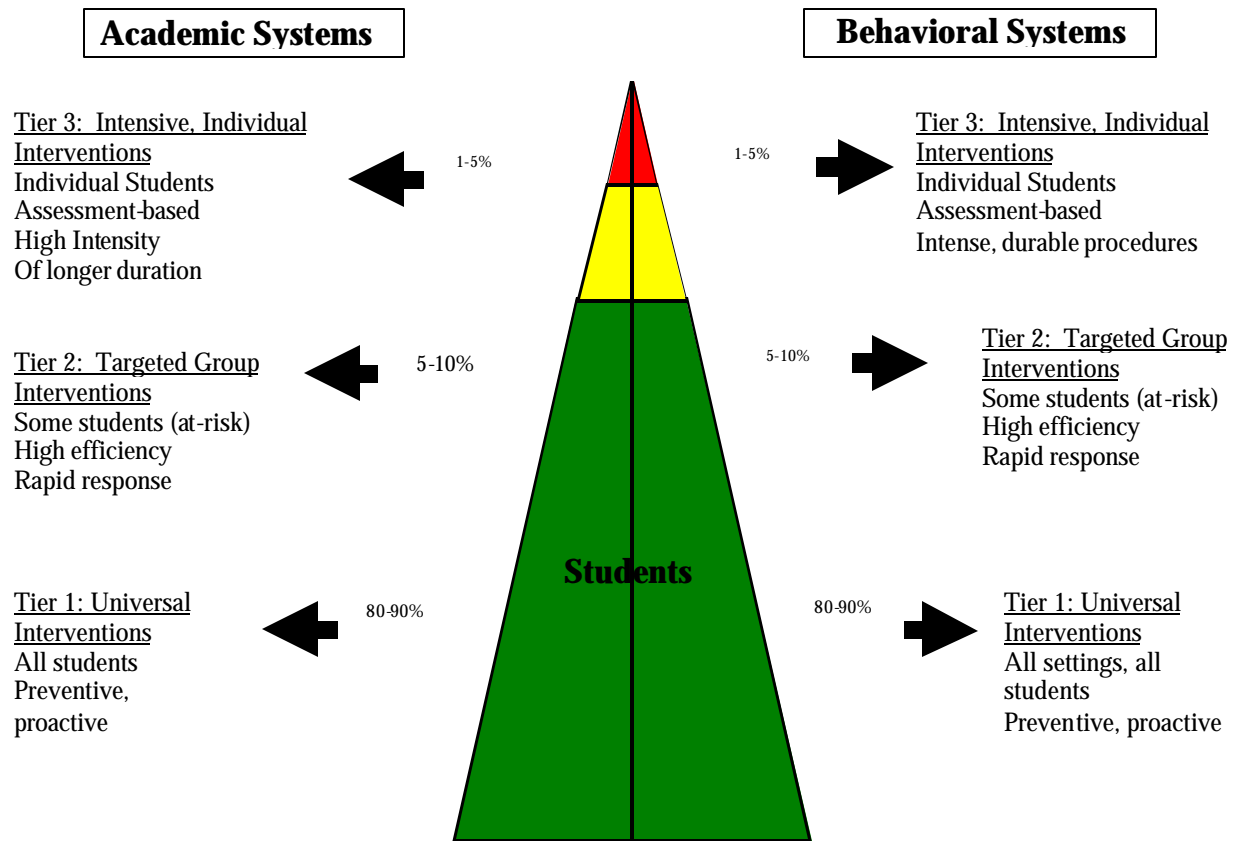 Academic Systems
Behavioral Systems
Tier 3: Intensive, Individual
Interventions
Individual Students
Assessment-based
High Intensity
Of longer duration
1-5%
1-5%
Tier 3: Intensive, Individual
Interventions
Individual Students
Assessment-based
Intense, durable procedures
Tier 2: Targeted Group
Interventions
Some students (at-risk)
High efficiency
Rapid response
5-10%
5-10%
Tier 2: Targeted Group
Interventions
Some students (at-risk)
High efficiency
Rapid response
Students
Tier 1: Universal
Interventions
All students
Preventive,
proactive
80-90%
80-90%
Tier 1: Universal
Interventions
All settings, all
students
Preventive, proactive